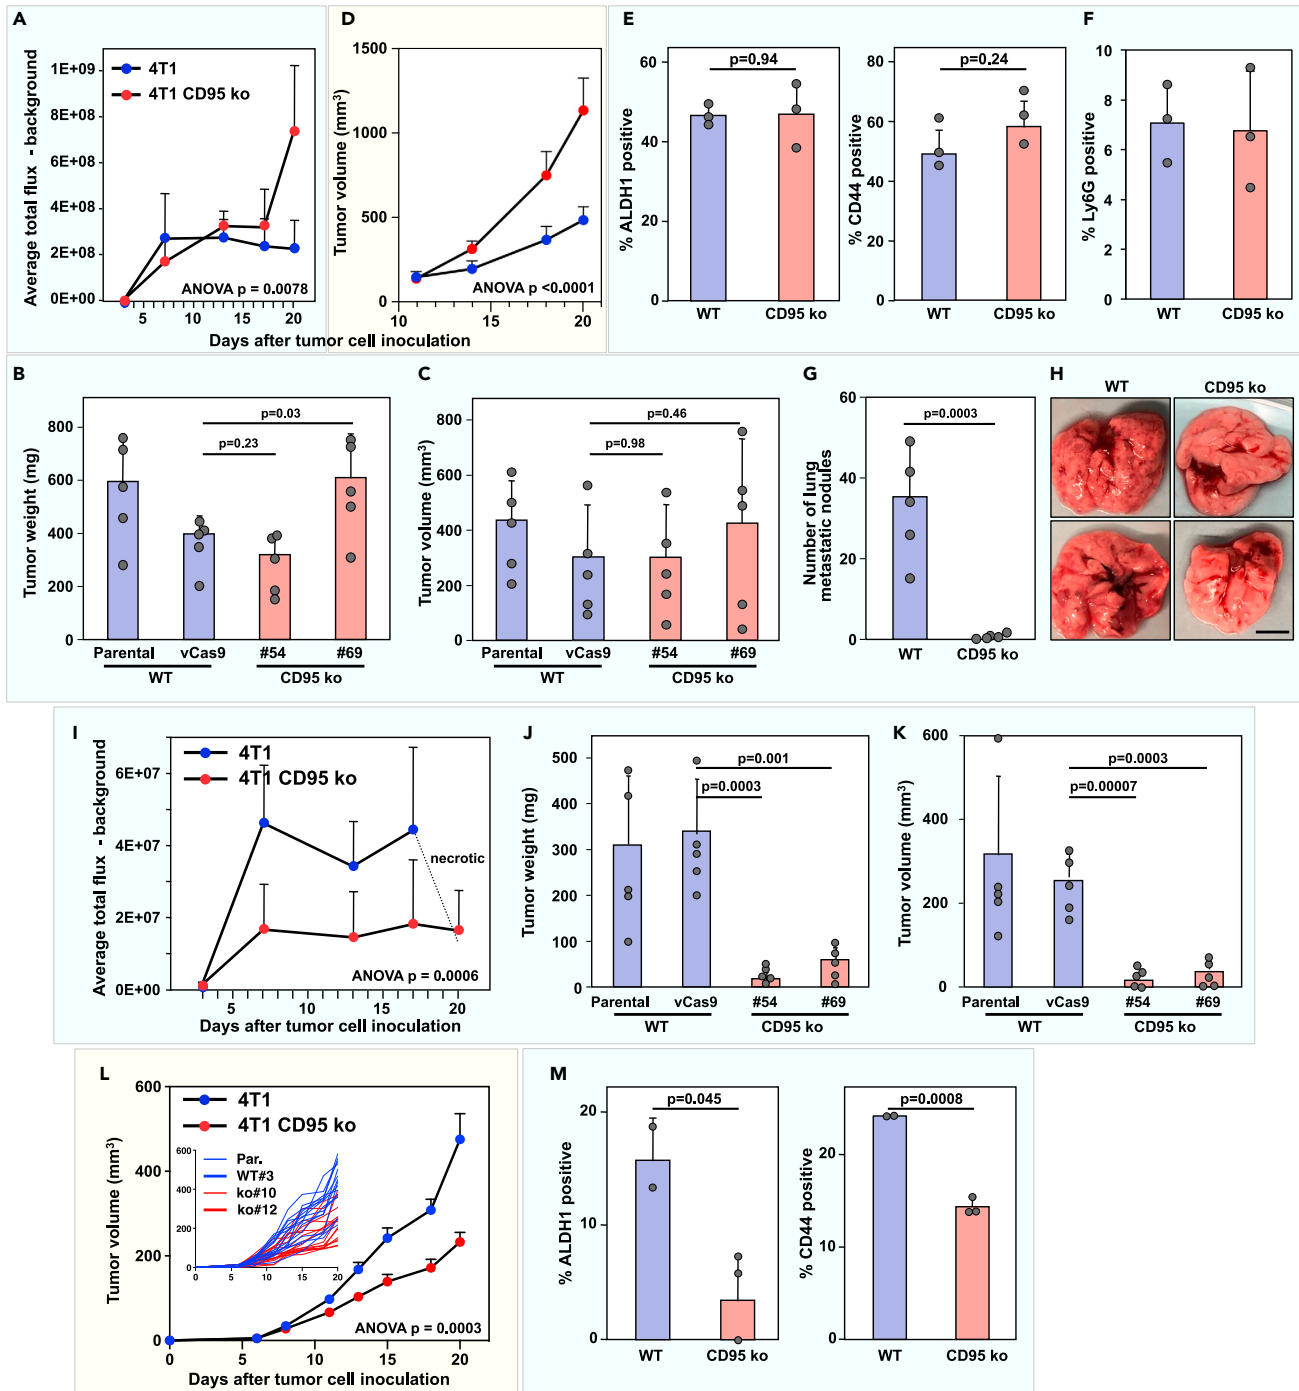 A
Average total flux - background
1E+09
8E+08
6E+08
4E+08
2E+08
0E+00
4T1
4T1 CD95 ko
ANOVA p = 0.0078
5
10
15
20
D
Tumor volume (mm³)
1500
1000
500
0
ANOVA p <0.0001
10
15
20
Days after tumor cell inoculation
E
% ALDH1 positive
60
40
20
0
p=0.94
WT
CD95 ko
% CD44 positive
80
60
40
20
0
p=0.24
WT
CD95 ko
F
% Ly6G positive
10
8
6
4
2
0
WT
CD95 ko
B
Tumor weight (mg)
800
600
400
200
0
p=0.03
p=0.23
Parental
vCas9
#54
#69
WT
CD95 ko
C
Tumor volume (mm³)
800
600
400
200
0
p=0.46
p=0.98
Parental
vCas9
#54
#69
WT
CD95 ko
G
Number of lung
metastatic nodules
60
40
20
0
p=0.0003
WT
CD95 ko
H
WT
CD95 ko
I
Average total flux - background
6E+07
4E+07
2E+07
0E+00
4T1
4T1 CD95 ko
necrotic
ANOVA p = 0.0006
5
10
15
20
Days after tumor cell inoculation
J
Tumor weight (mg)
500
400
300
200
100
0
p=0.001
p=0.0003
Parental
vCas9
#54
#69
WT
CD95 ko
K
Tumor volume (mm³)
600
400
200
0
p=0.0003
p=0.00007
Parental
vCas9
#54
#69
WT
CD95 ko
L
Tumor volume (mm³)
600
400
200
0
4T1
4T1 CD95 ko
600
400
200
0
Par.
WT#3
ko#10
ko#12
0
5
10
15
20
ANOVA p = 0.0003
0
5
10
15
20
Days after tumor cell inoculation
M
% ALDH1 positive
20
10
0
p=0.045
WT
CD95 ko
% CD44 positive
20
10
0
p=0.0008
WT
CD95 ko